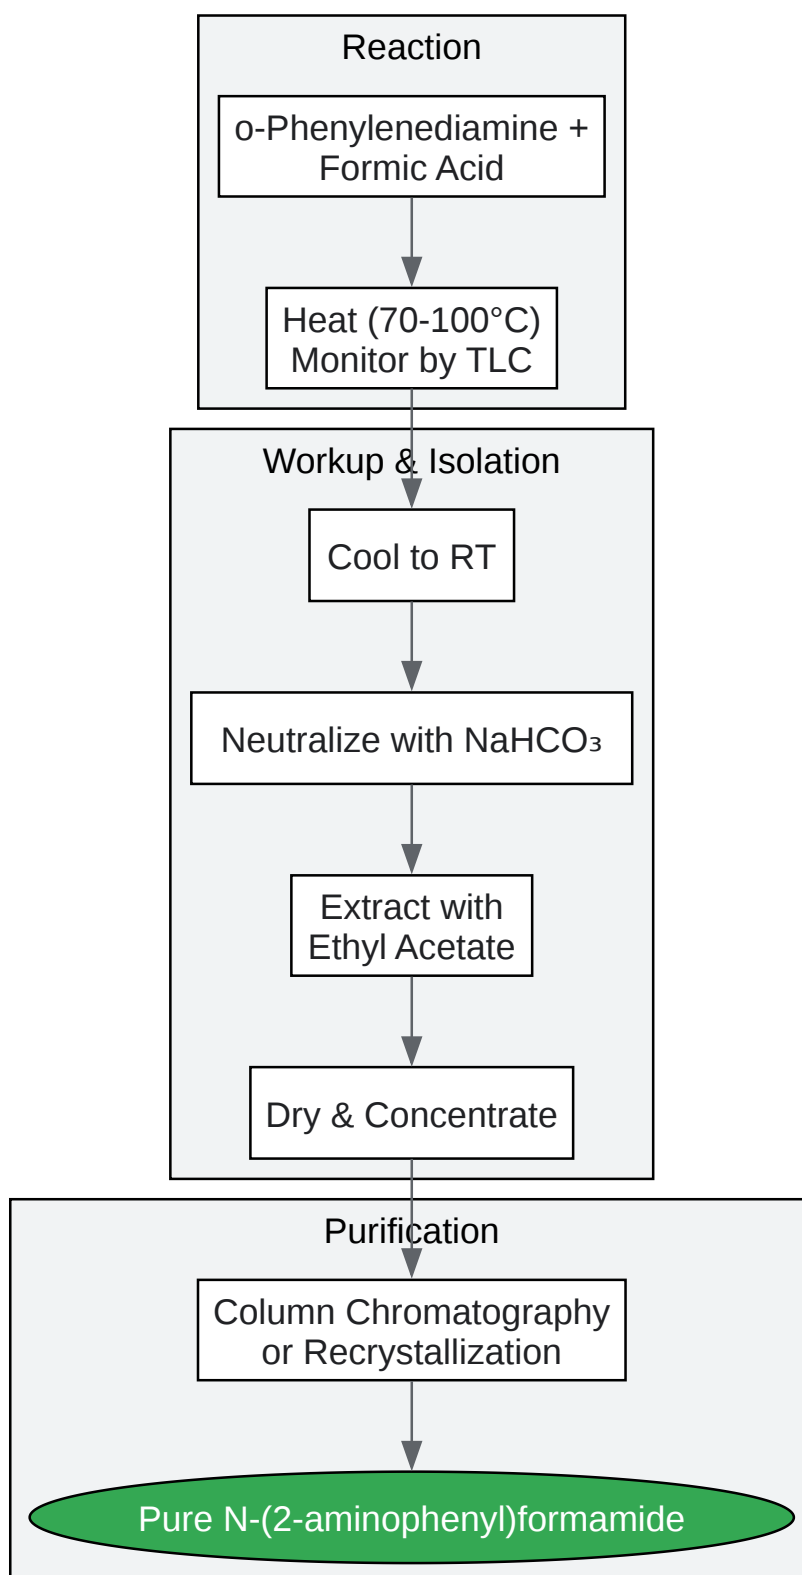 Reaction
o-Phenylenediamine +
Formic Acid
Heat (70-100°C)
Monitor by TLC
Workup & Isolation
Cool to RT
Neutralize with NaHCO₃
Extract with
Ethyl Acetate
Dry & Concentrate
Purification
Column Chromatography
or Recrystallization
Pure N-(2-aminophenyl)formamide